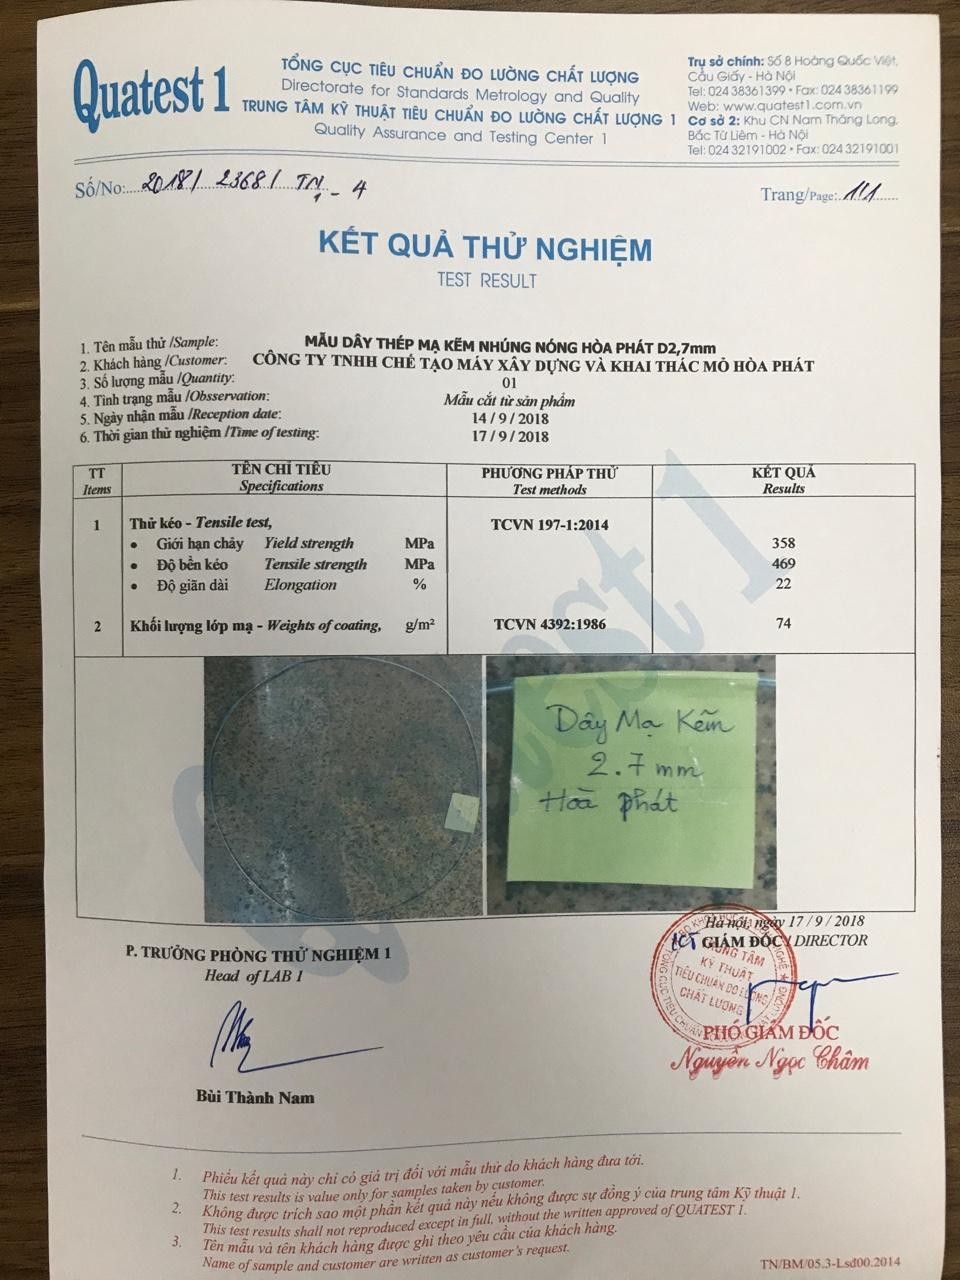 Quatest 1
TỔNG CỤC TIÊU CHUẨN ĐO LƯỜNG CHẤT LƯỢNG
Directorate for Standards Metrology and Quality
TRUNG TÂM KỸ THUẬT TIÊU CHUẨN ĐO LƯỜNG CHẤT LƯỢNG 1
Quality Assurance and Testing Center 1
Trụ sở chính: Số 8 Hoàng Quốc Việt,
Cầu Giấy - Hà Nội
Tel: 024 38361399 • Fax: 024 38361199
Web: www.quatest1.com.vn
Cơ sở 2: Khu CN Nam Thăng Long,
Bắc Từ Liêm - Hà Nội
Tel: 024 32191002 • Fax: 024 32191001
Số/No: 2018/ 2368/ TN1 - 4
Trang/Page: 1/1
KẾT QUẢ THỬ NGHIỆM
TEST RESULT
1. Tên mẫu thử /Sample: MẪU DÂY THÉP MẠ KẼM NHÚNG NÓNG HÒA PHÁT D2,7mm
2. Khách hàng /Customer: CÔNG TY TNHH CHẾ TẠO MÁY XÂY DỰNG VÀ KHAI THÁC MỎ HÒA PHÁT
3. Số lượng mẫu /Quantity: 01
4. Tình trạng mẫu /Obsservation: Mẫu cắt từ sản phẩm
5. Ngày nhận mẫu /Reception date: 14 / 9 / 2018
6. Thời gian thử nghiệm /Time of testing: 17 / 9 / 2018
TT TÊN CHỈ TIÊU PHƯƠNG PHÁP THỬ KẾT QUẢ
Items Specifications Test methods Results
1 Thử kéo - Tensile test, TCVN 197-1:2014
• Giới hạn chảy Yield strength MPa 358
• Độ bền kéo Tensile strength MPa 469
• Độ giãn dài Elongation % 22
2 Khối lượng lớp mạ - Weights of coating, g/m² TCVN 4392:1986 74
Quatest 1
Dây Mạ Kẽm
2.7 mm
Hoà phát
Hà nội, ngày 17 / 9 / 2018
P. TRƯỞNG PHÒNG THỬ NGHIỆM 1
Head of LAB 1
KT GIÁM ĐỐC / DIRECTOR
TRUNG TÂM
KỸ THUẬT
TIÊU CHUẨN ĐO LƯỜNG
CHẤT LƯỢNG
PHÓ GIÁM ĐỐC
Nguyễn Ngọc Châm
Bùi Thành Nam
1. Phiếu kết quả này chỉ có giá trị đối với mẫu thử do khách hàng đưa tới.
This test results is value only for samples taken by customer.
2. Không được trích sao một phần kết quả này nếu không được sự đồng ý của trung tâm Kỹ thuật 1.
This test results shall not reproduced except in full, without the written approved of QUATEST 1.
3. Tên mẫu và tên khách hàng được ghi theo yêu cầu của khách hàng.
Name of sample and customer are written as customer's request.
TN/BM/05.3-Lsđ00.2014